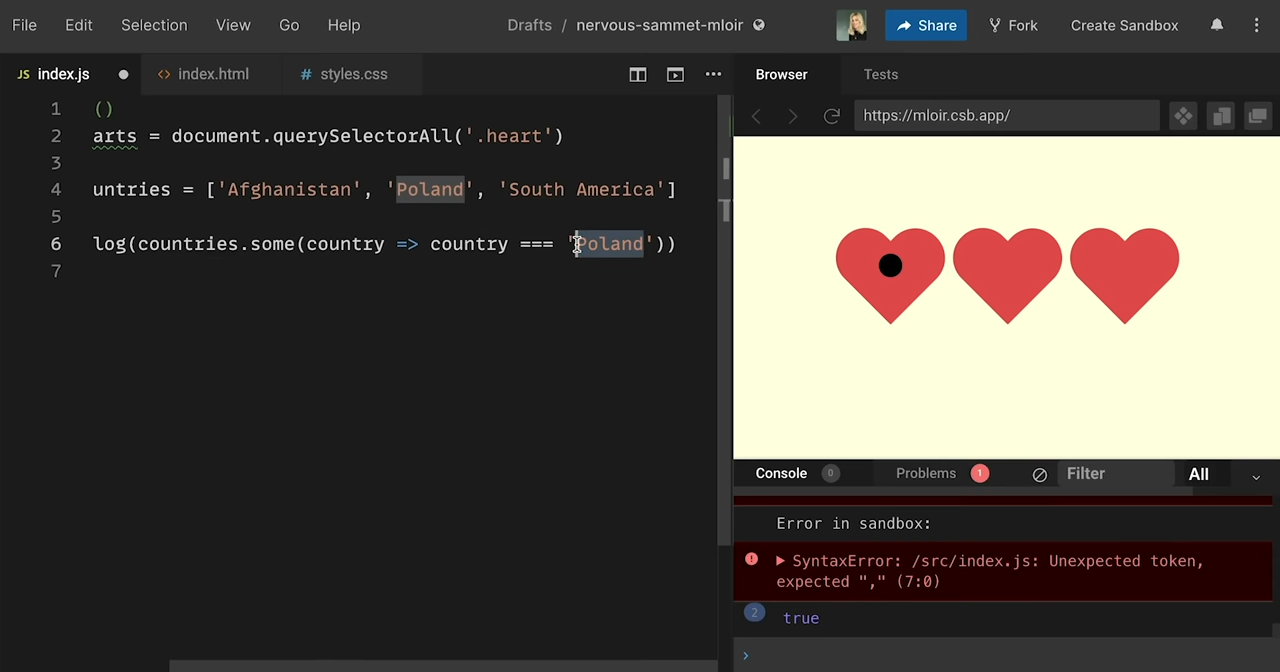 File Edit Selection View Go Help Drafts / nervous-sammet-mloir Share Fork Create Sandbox
JS index.js <> index.html # styles.css ••• Browser Tests
https://mloir.csb.app/
1 ()
2 arts = document.querySelectorAll('.heart')
3
4 untries = ['Afghanistan', 'Poland', 'South America']
5
6 log(countries.some(country => country === 'Poland'))
7
Console 0 Problems 1 Filter All
Error in sandbox:
SyntaxError: /src/index.js: Unexpected token,
expected "," (7:0)
2 true
›